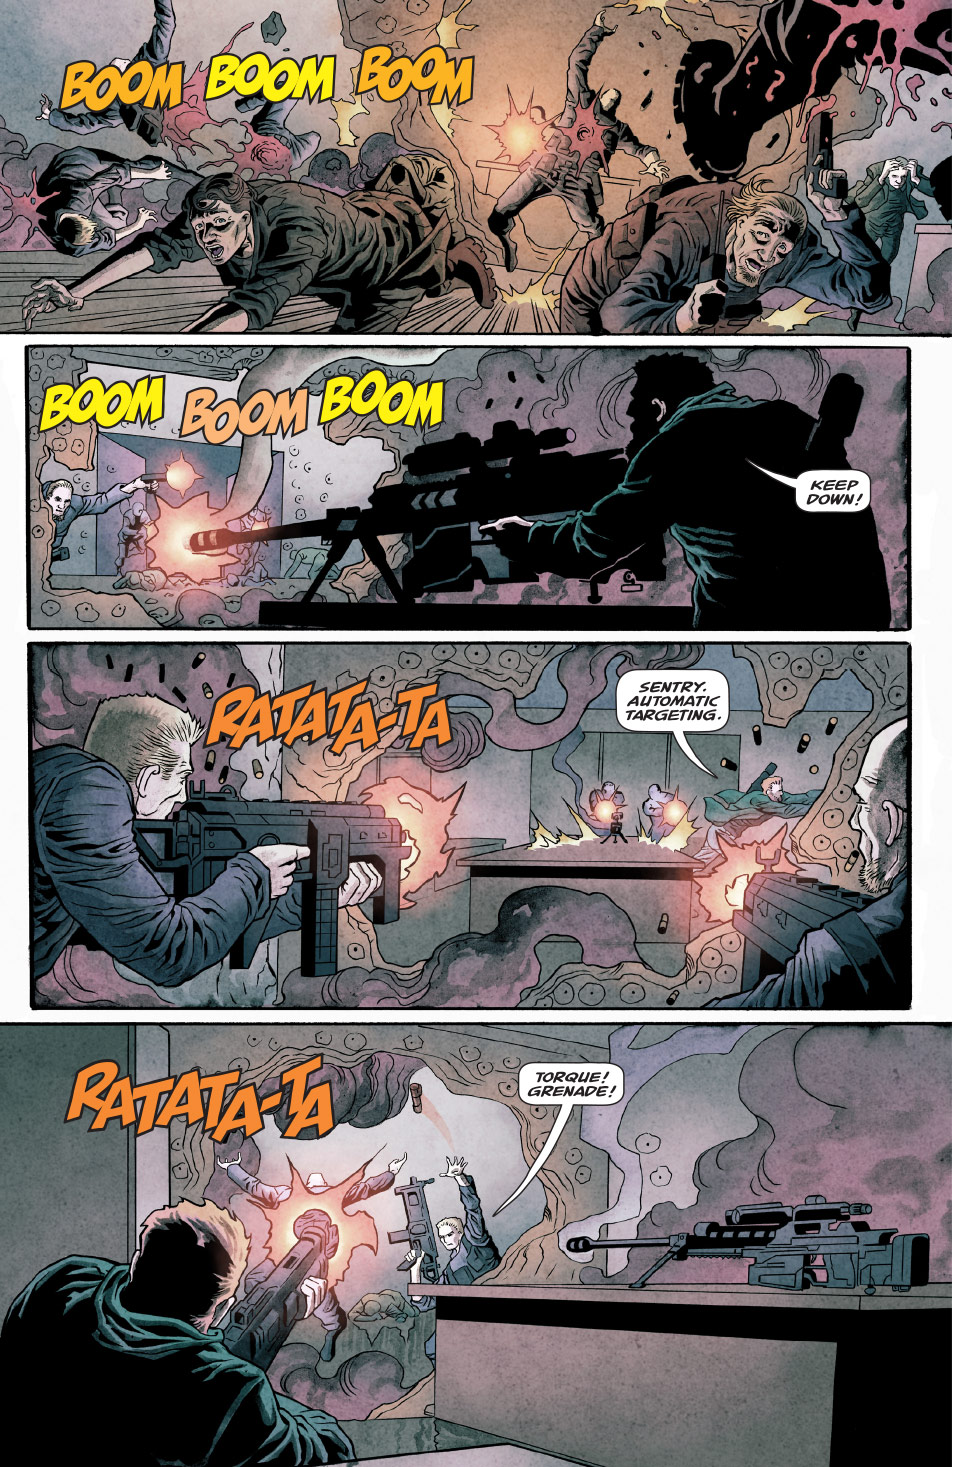 BOOM BOOM BOOM
BOOM BOOM BOOM
KEEP
DOWN!
RATATA-TA
SENTRY.
AUTOMATIC
TARGETING.
RATATA-TA
TORQUE!
GRENADE!